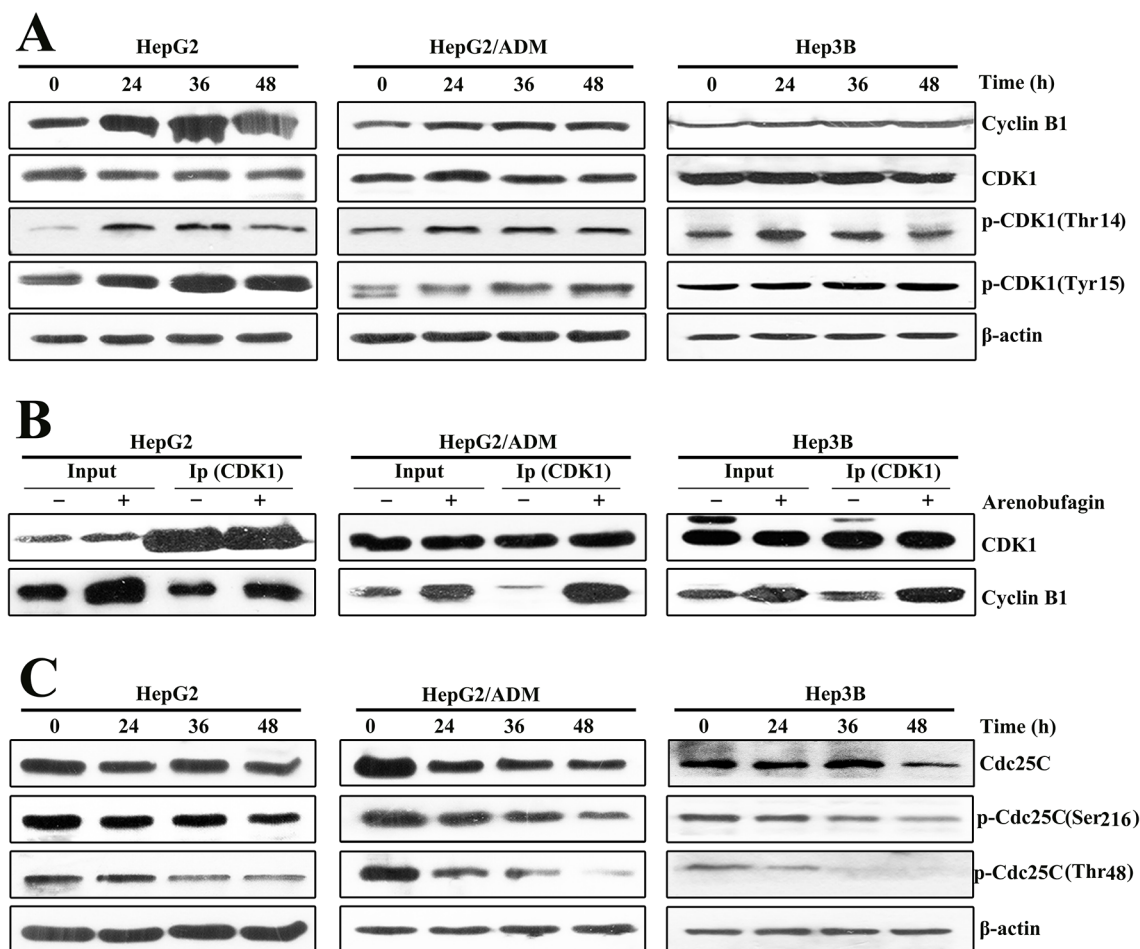 A
HepG2 HepG2/ADM Hep3B
0 24 36 48 0 24 36 48 0 24 36 48 Time (h)
Cyclin B1
CDK1
p-CDK1(Thr14)
p-CDK1(Tyr15)
β-actin
B
HepG2 HepG2/ADM Hep3B
Input Ip (CDK1) Input Ip (CDK1) Input Ip (CDK1)
− + − + − + − + − + − + Arenobufagin
CDK1
Cyclin B1
C
HepG2 HepG2/ADM Hep3B
0 24 36 48 0 24 36 48 0 24 36 48 Time (h)
Cdc25C
p-Cdc25C(Ser216)
p-Cdc25C(Thr48)
β-actin